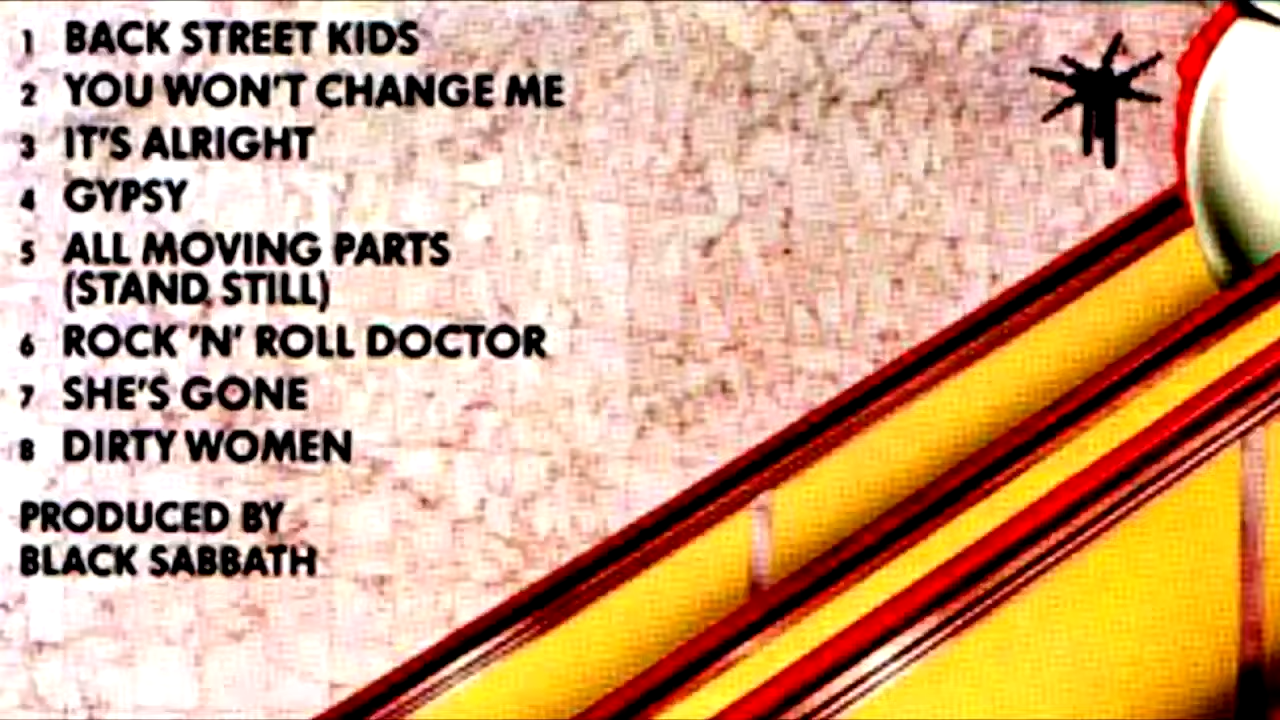 1 BACK STREET KIDS
2 YOU WON'T CHANGE ME
3 IT'S ALRIGHT
4 GYPSY
5 ALL MOVING PARTS
(STAND STILL)
6 ROCK 'N' ROLL DOCTOR
7 SHE'S GONE
8 DIRTY WOMEN
PRODUCED BY
BLACK SABBATH